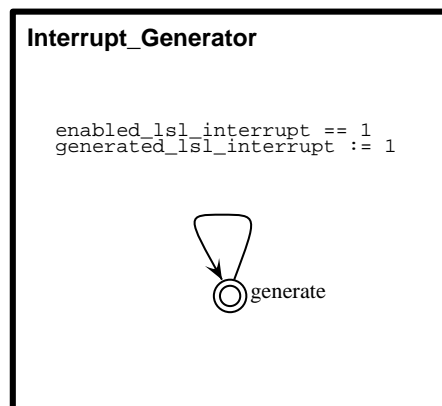 Interrupt_Generator
enabled_lsl_interrupt == 1
generated_lsl_interrupt := 1
generate